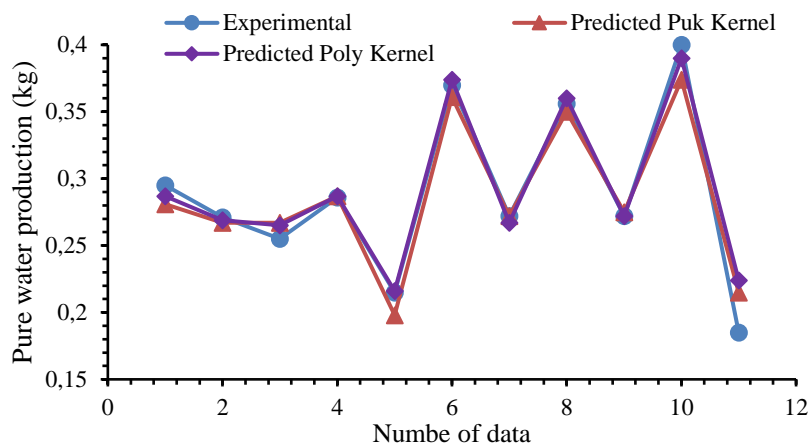 Experimental
Predicted Puk Kernel
Predicted Poly Kernel
Pure water production (kg)
0,4
0,35
0,3
0,25
0,2
0,15
0 2 4 6 8 10 12
Numbe of data